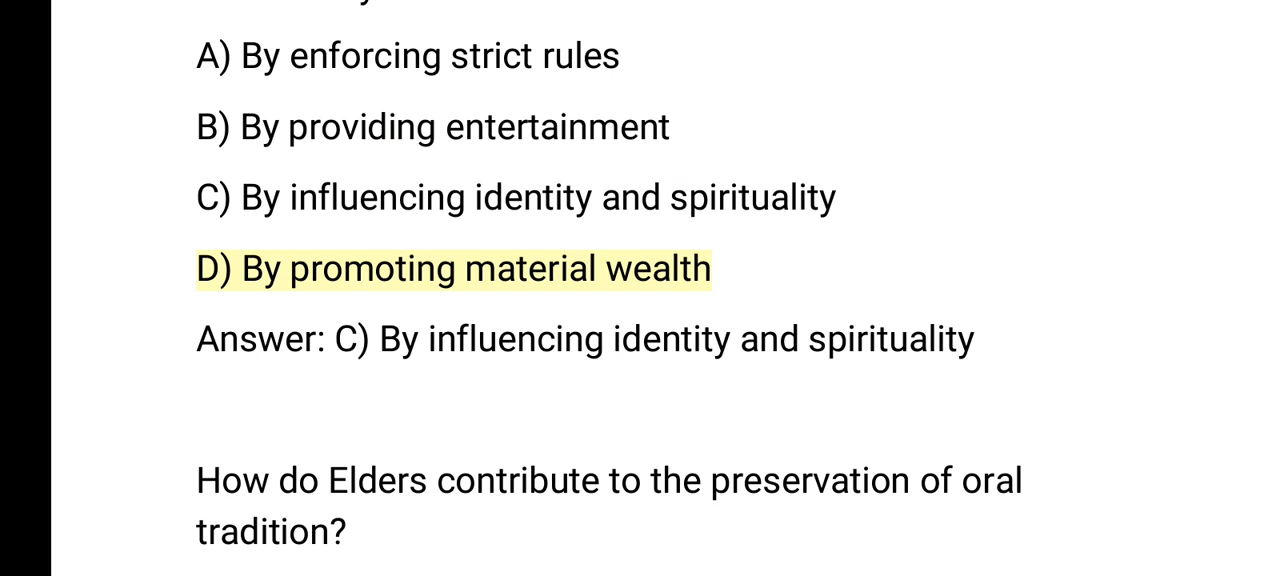 A) By enforcing strict rules
B) By providing entertainment
C) By influencing identity and spirituality
D) By promoting material wealth
Answer: C) By influencing identity and spirituality
How do Elders contribute to the preservation of oral
tradition?